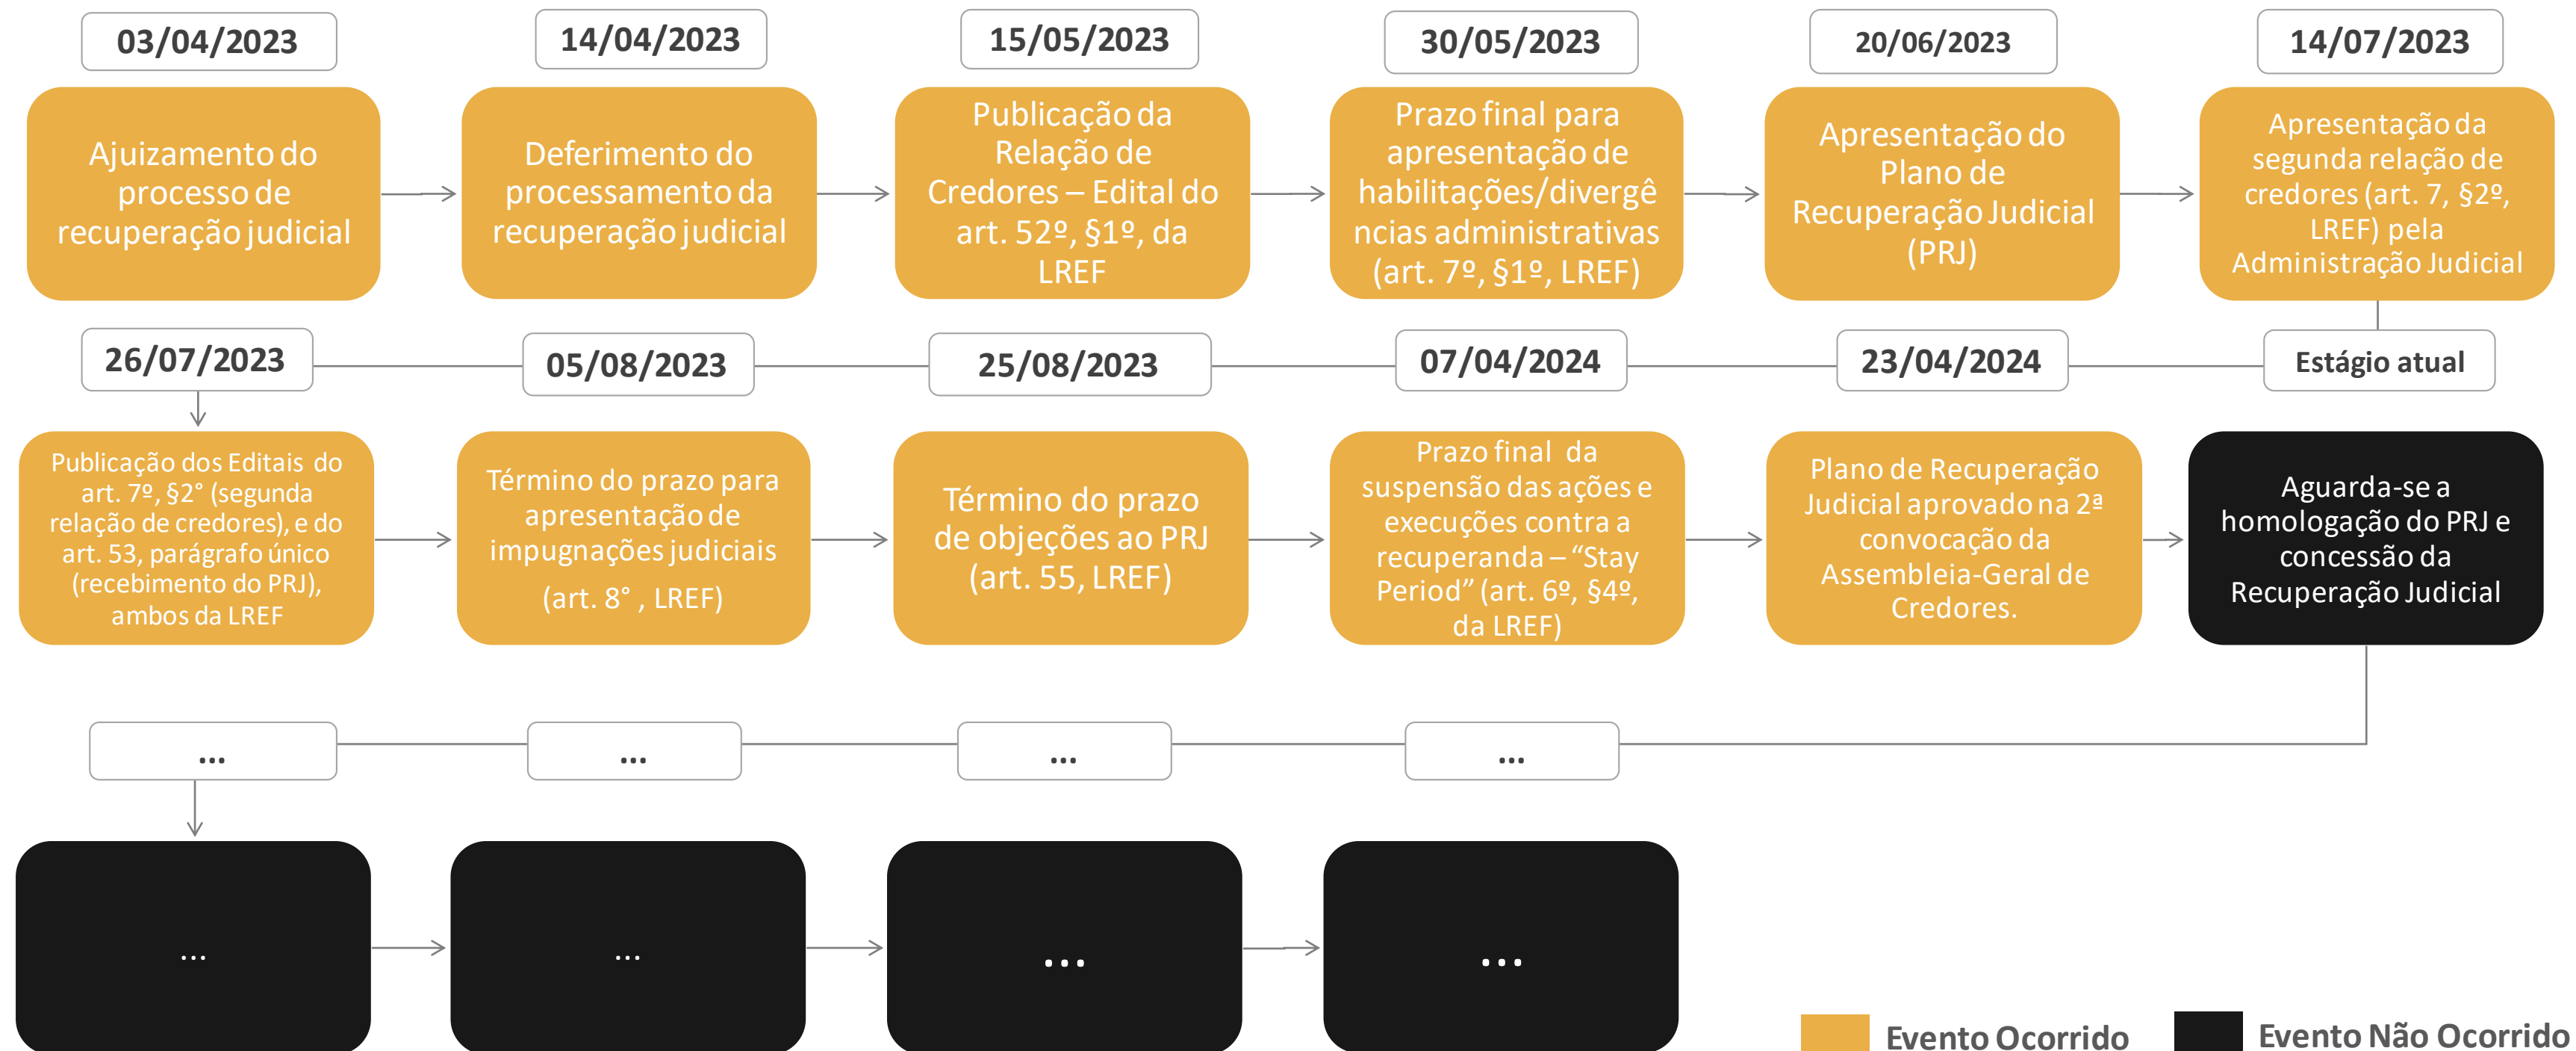 03/04/2023
14/04/2023
15/05/2023
30/05/2023
20/06/2023
14/07/2023
Ajuizamento do
processo de
recuperação judicial
Deferimento do
processamento da
recuperação judicial
Publicação da
Relação de
Credores – Edital do
art. 52º, §1º, da
LREF
Prazo final para
apresentação de
habilitações/divergê
ncias administrativas
(art. 7º, §1º, LREF)
Apresentação do
Plano de
Recuperação Judicial
(PRJ)
Apresentação da
segunda relação de
credores (art. 7, §2º,
LREF) pela
Administração Judicial
26/07/2023
05/08/2023
25/08/2023
07/04/2024
23/04/2024
Estágio atual
Publicação dos Editais do
art. 7º, §2° (segunda
relação de credores), e do
art. 53, parágrafo único
(recebimento do PRJ),
ambos da LREF
Término do prazo para
apresentação de
impugnações judiciais
(art. 8° , LREF)
Término do prazo
de objeções ao PRJ
(art. 55, LREF)
Prazo final da
suspensão das ações e
execuções contra a
recuperanda – “Stay
Period” (art. 6º, §4º,
da LREF)
Plano de Recuperação
Judicial aprovado na 2ª
convocação da
Assembleia-Geral de
Credores.
Aguarda-se a
homologação do PRJ e
concessão da
Recuperação Judicial
...
...
...
...
...
...
...
...
Evento Ocorrido
Evento Não Ocorrido